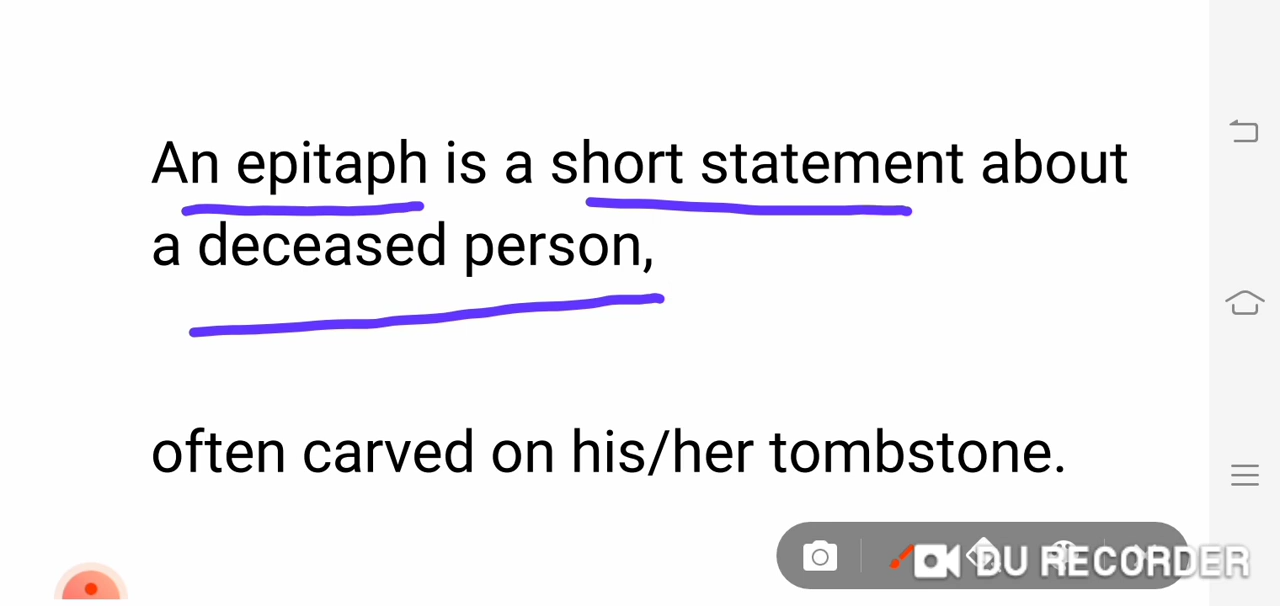 An epitaph is a short statement about
a deceased person,
often carved on his/her tombstone.
DU RECORDER